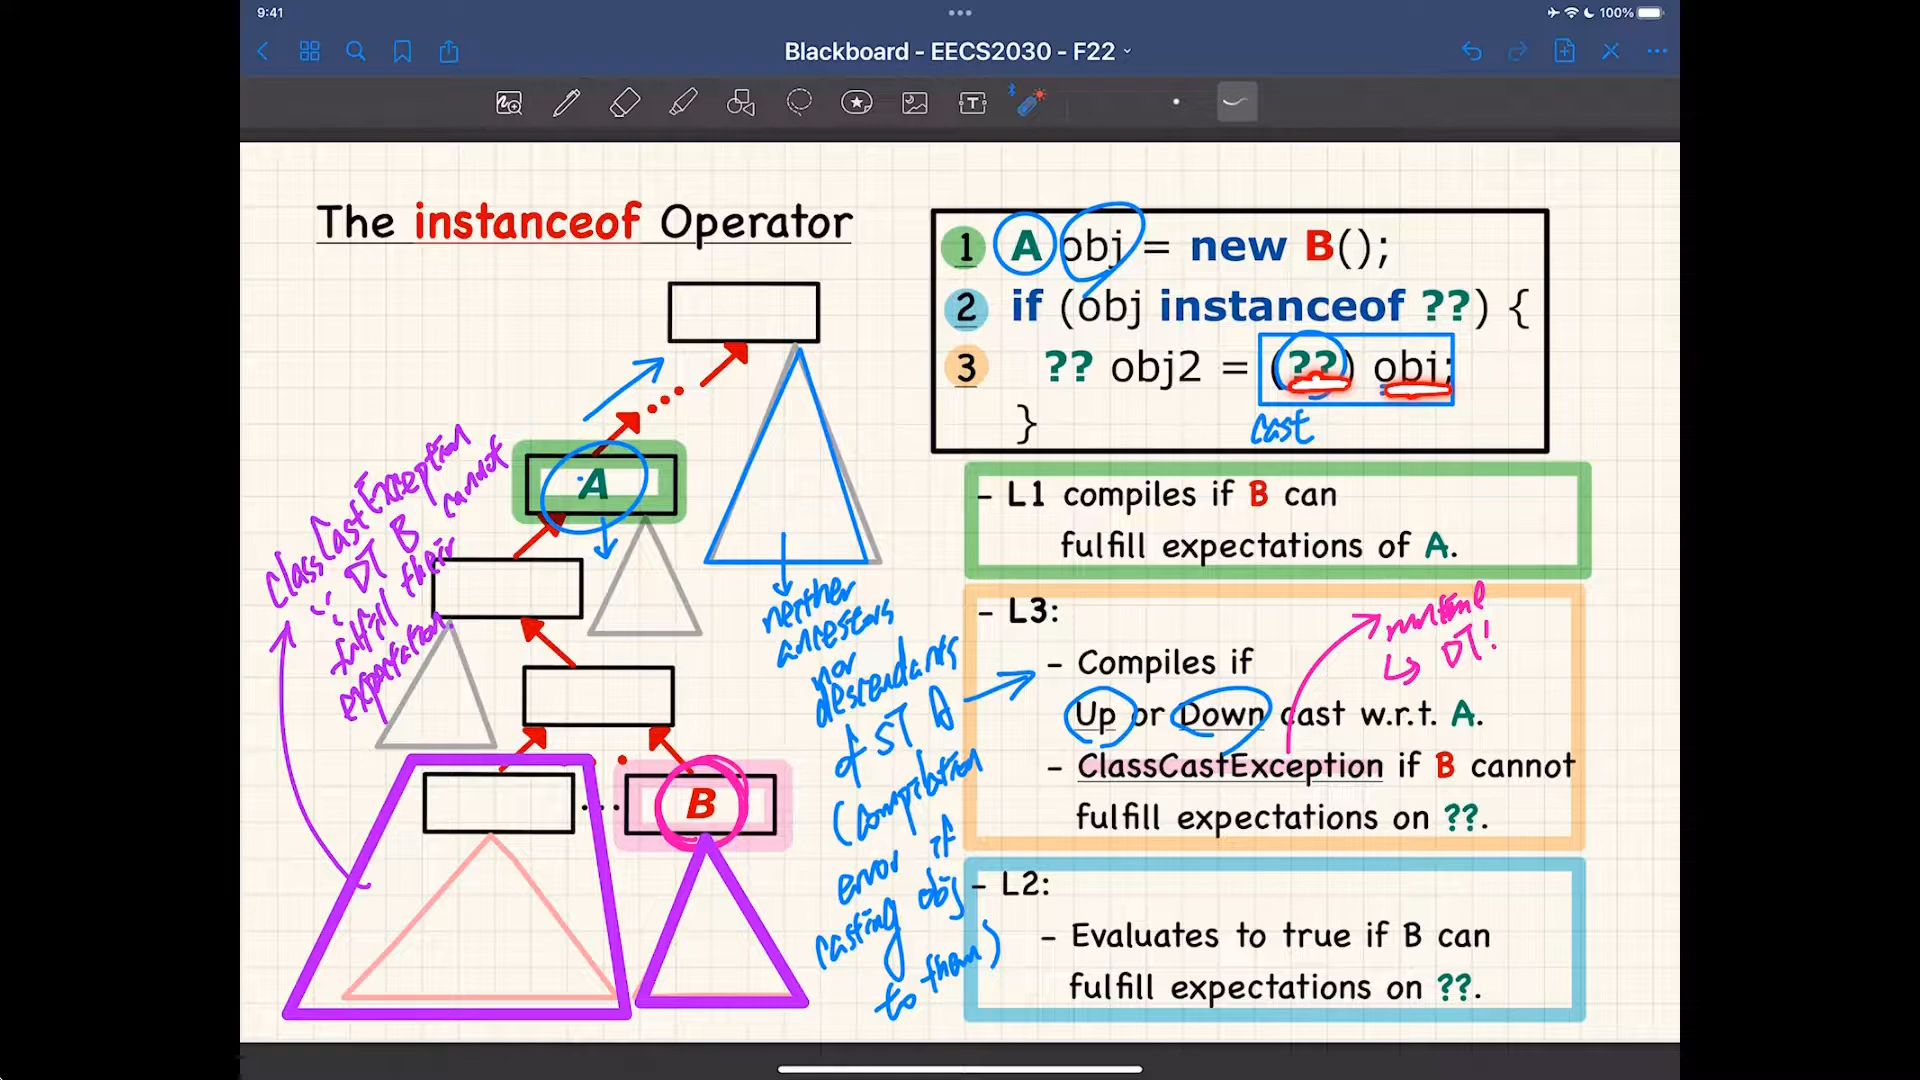 9:41
100%
Blackboard - EECS2030 - F22
The instanceof Operator
1 A obj = new B();
2 if (obj instanceof ??) {
3 ?? obj2 = (??) obj;
}
cast
A
B
ClassCastException
∵ DT B cannot
fulfill their
expectation.
neither
ancestors
nor
descendants
of ST A
(compilation
error if
casting obj
to them)
- L1 compiles if B can
fulfill expectations of A.
- L3:
- Compiles if
Up or Down cast w.r.t. A.
- ClassCastException if B cannot
fulfill expectations on ??.
runtime
↳ DT!
- L2:
- Evaluates to true if B can
fulfill expectations on ??.